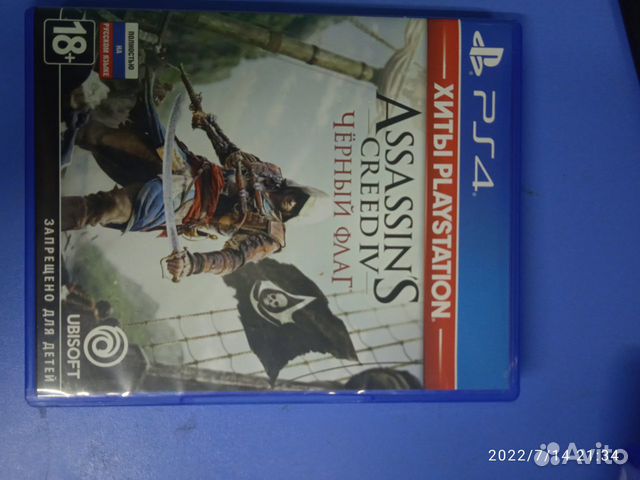 PS4
ХИТЫ PLAYSTATION.
ASSASSIN'S
CREED IV
ЧЁРНЫЙ ФЛАГ
ПОЛНОСТЬЮ
НА
РУССКОМ ЯЗЫКЕ
18+
ЗАПРЕЩЕНО ДЛЯ ДЕТЕЙ
UBISOFT
2022/7/14 21:34
Avito